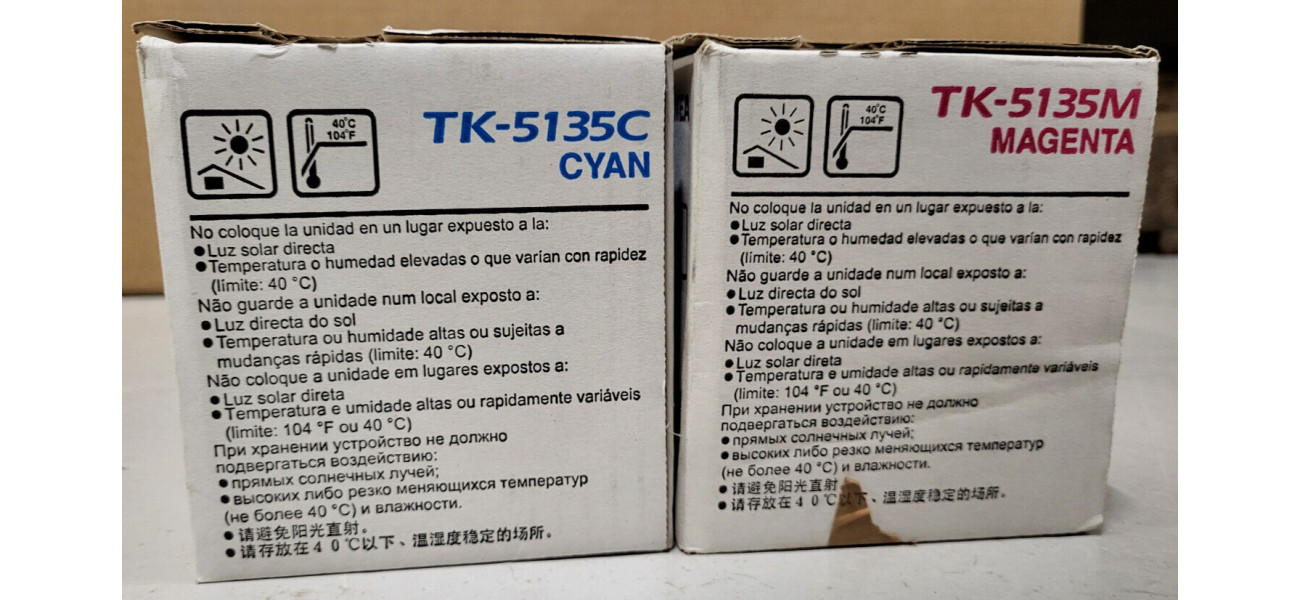 40°C
104°F
TK-5135C
CYAN
No coloque la unidad en un lugar expuesto a la:
●Luz solar directa
●Temperatura o humedad elevadas o que varían con rapidez
(limite: 40 °C)
Não guarde a unidade num local exposto a:
●Luz directa do sol
●Temperatura ou humidade altas ou sujeitas a
mudanças rápidas (limite: 40 °C)
Não coloque a unidade em lugares expostos a:
●Luz solar direta
●Temperatura e umidade altas ou rapidamente variáveis
(limite: 104 °F ou 40 °C)
При хранении устройство не должно
подвергаться воздействию:
●прямых солнечных лучей;
●высоких либо резко меняющихся температур
(не более 40 °C) и влажности.
●请避免阳光直射。
●请存放在40℃以下、温湿度稳定的场所。
40°C
104°F
TK-5135M
MAGENTA
No coloque la unidad en un lugar expuesto a la:
●Luz solar directa
●Temperatura o humedad elevadas o que varían con rapidez
(limite: 40 °C)
Não guarde a unidade num local exposto a:
●Luz directa do sol
●Temperatura ou humidade altas ou sujeitas a
mudanças rápidas (limite: 40 °C)
Não coloque a unidade em lugares expostos a:
●Luz solar direta
●Temperatura e umidade altas ou rapidamente variáveis
(limite: 104 °F ou 40 °C)
При хранении устройство не должно
подвергаться воздействию:
●прямых солнечных лучей;
●высоких либо резко меняющихся температур
(не более 40 °C) и влажности.
●请避免阳光直射
●请存放在40℃以下、温湿度稳定的场所。